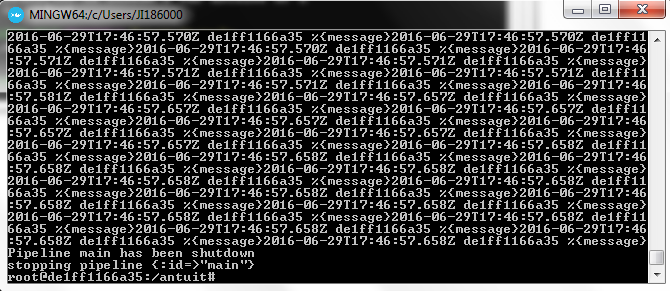 MINGW64:/c/Users/JI186000
2016-06-29T17:46:57.570Z de1ff1166a35 %{message}2016-06-29T17:46:57.570Z de1ff11
66a35 %{message}2016-06-29T17:46:57.570Z de1ff1166a35 %{message}2016-06-29T17:46
:57.571Z de1ff1166a35 %{message}2016-06-29T17:46:57.571Z de1ff1166a35 %{message}
2016-06-29T17:46:57.571Z de1ff1166a35 %{message}2016-06-29T17:46:57.571Z de1ff11
66a35 %{message}2016-06-29T17:46:57.571Z de1ff1166a35 %{message}2016-06-29T17:46
:57.581Z de1ff1166a35 %{message}2016-06-29T17:46:57.657Z de1ff1166a35 %{message}
2016-06-29T17:46:57.657Z de1ff1166a35 %{message}2016-06-29T17:46:57.657Z de1ff11
66a35 %{message}2016-06-29T17:46:57.657Z de1ff1166a35 %{message}2016-06-29T17:46
:57.657Z de1ff1166a35 %{message}2016-06-29T17:46:57.657Z de1ff1166a35 %{message}
2016-06-29T17:46:57.657Z de1ff1166a35 %{message}2016-06-29T17:46:57.658Z de1ff11
66a35 %{message}2016-06-29T17:46:57.658Z de1ff1166a35 %{message}2016-06-29T17:46
:57.658Z de1ff1166a35 %{message}2016-06-29T17:46:57.658Z de1ff1166a35 %{message}
2016-06-29T17:46:57.658Z de1ff1166a35 %{message}2016-06-29T17:46:57.658Z de1ff11
66a35 %{message}2016-06-29T17:46:57.658Z de1ff1166a35 %{message}2016-06-29T17:46
:57.658Z de1ff1166a35 %{message}2016-06-29T17:46:57.658Z de1ff1166a35 %{message}
2016-06-29T17:46:57.658Z de1ff1166a35 %{message}2016-06-29T17:46:57.658Z de1ff11
66a35 %{message}2016-06-29T17:46:57.658Z de1ff1166a35 %{message}2016-06-29T17:46
:57.658Z de1ff1166a35 %{message}2016-06-29T17:46:57.658Z de1ff1166a35 %{message}
Pipeline main has been shutdown
stopping pipeline {:id=>"main"}
root@de1ff1166a35:/antuit#